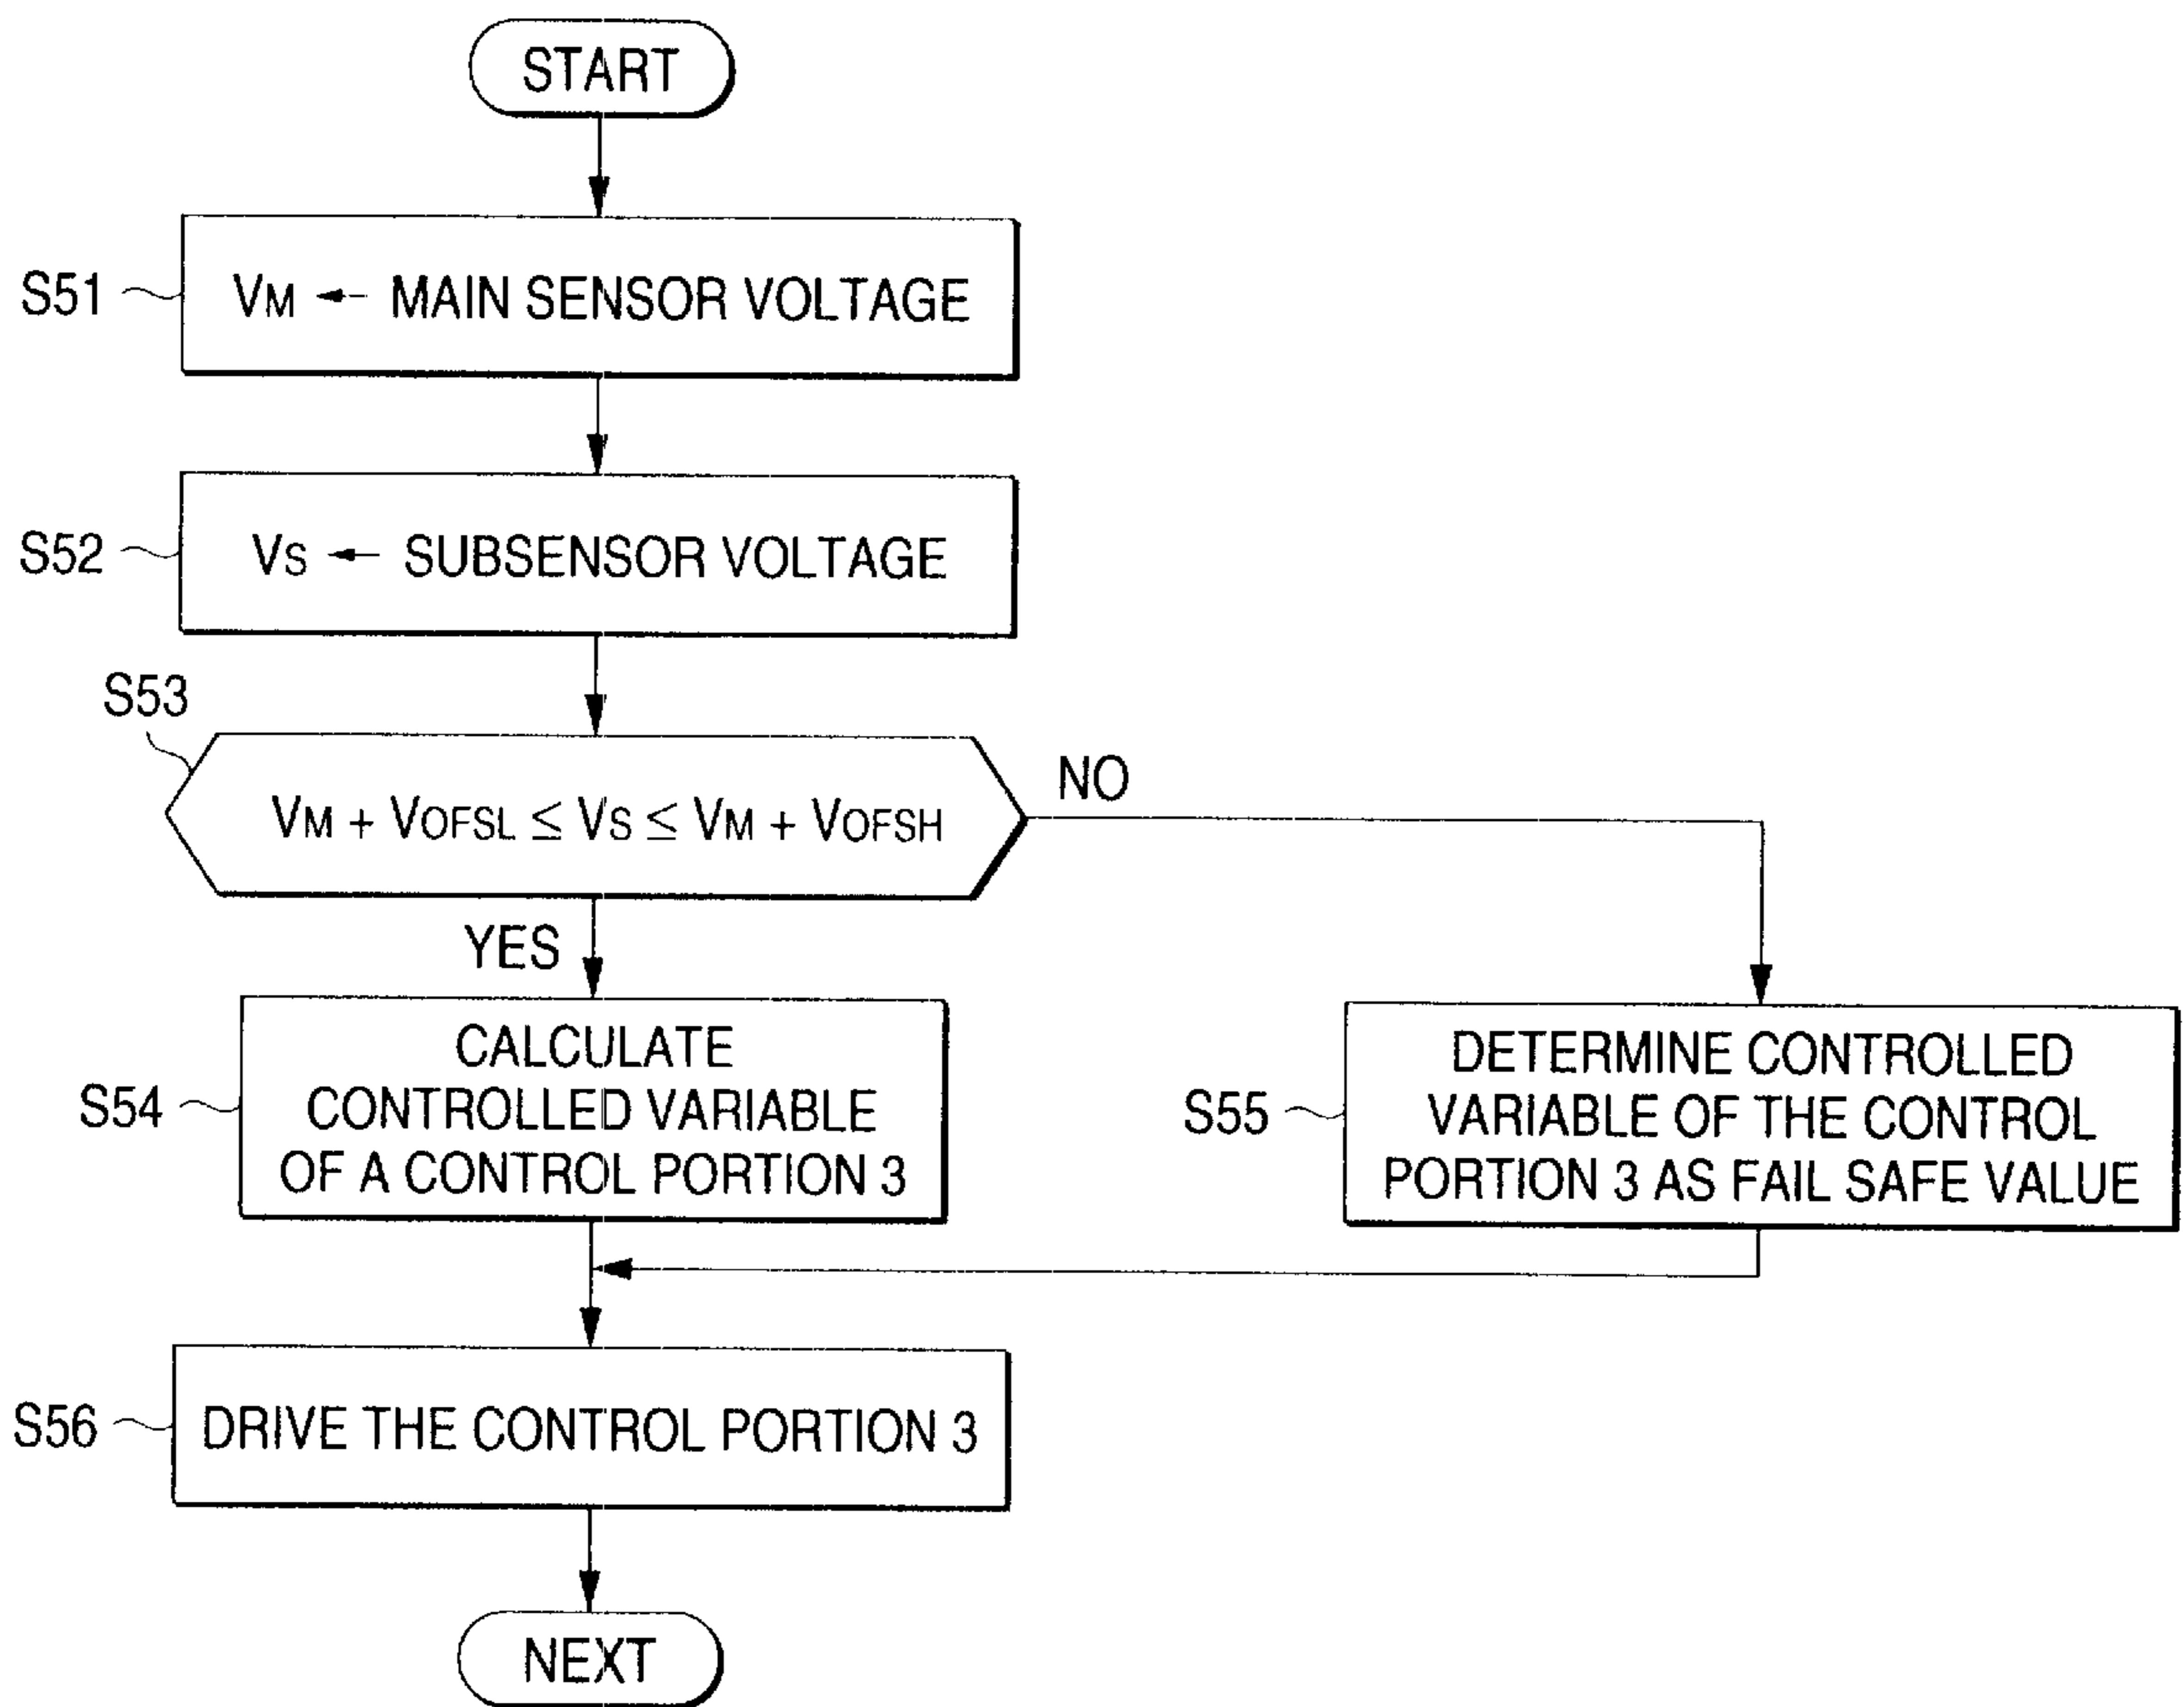 START
S51
VM ← MAIN SENSOR VOLTAGE
S52
VS ← SUBSENSOR VOLTAGE
S53
VM + VOFSL ≤ VS ≤ VM + VOFSH
NO
YES
S54
CALCULATE
CONTROLLED VARIABLE
OF A CONTROL PORTION 3
S55
DETERMINE CONTROLLED
VARIABLE OF THE CONTROL
PORTION 3 AS FAIL SAFE VALUE
S56
DRIVE THE CONTROL PORTION 3
NEXT